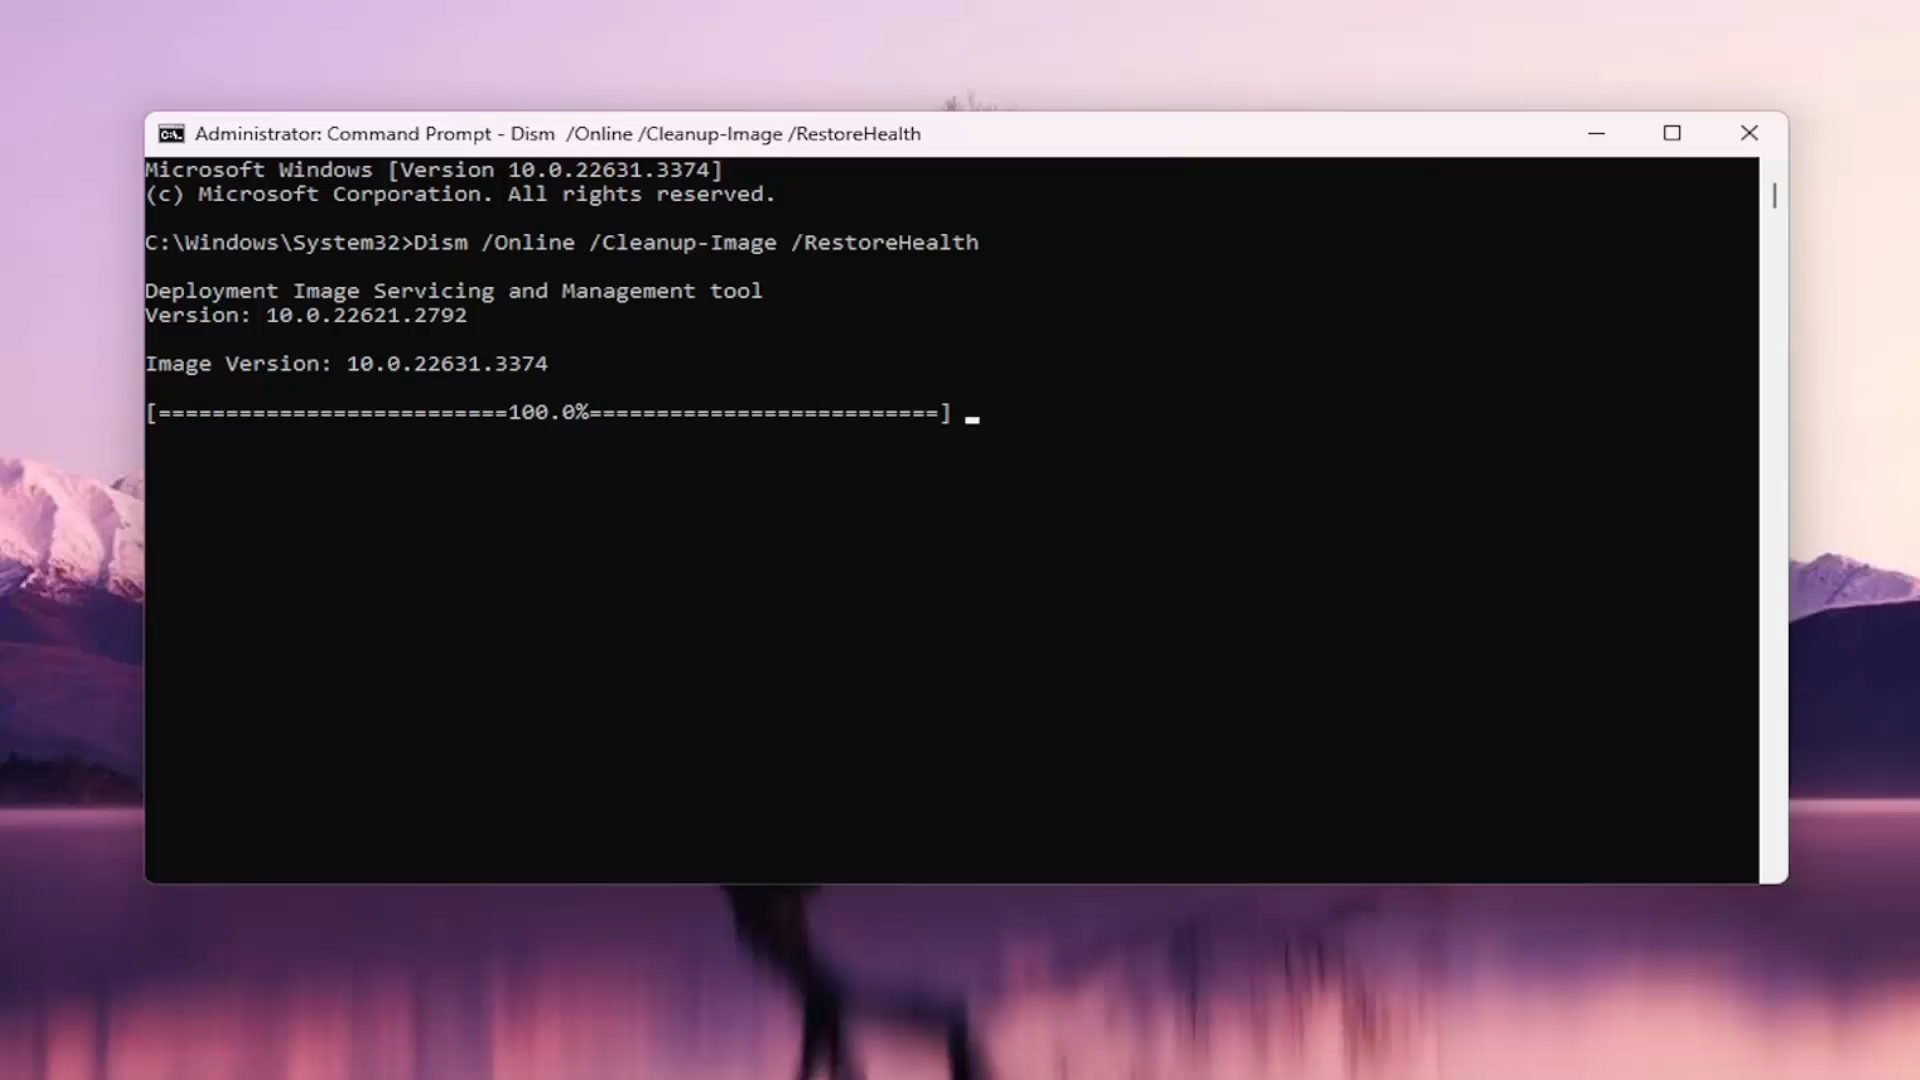 Administrator: Command Prompt - Dism  /Online /Cleanup-Image /RestoreHealth
Microsoft Windows [Version 10.0.22631.3374]
(c) Microsoft Corporation. All rights reserved.
C:\Windows\System32>Dism /Online /Cleanup-Image /RestoreHealth
Deployment Image Servicing and Management tool
Version: 10.0.22621.2792
Image Version: 10.0.22631.3374
[==========================100.0%==========================]